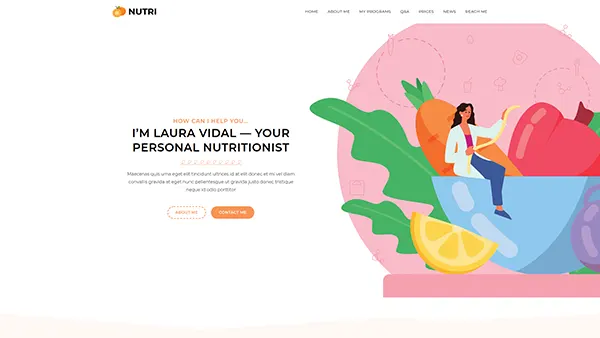 NUTRI
HOME ABOUT ME MY PROGRAMS Q&A PRICES NEWS REACH ME
HOW CAN I HELP YOU...
I'M LAURA VIDAL — YOUR
PERSONAL NUTRITIONIST
Maecenas quis urna eget elit tincidunt ultrices id at elit donec et mi vel diam
convallis gravida et eget nunc pellentesque ut gravida justo donec tristique
neque id odio porttitor
ABOUT ME CONTACT ME